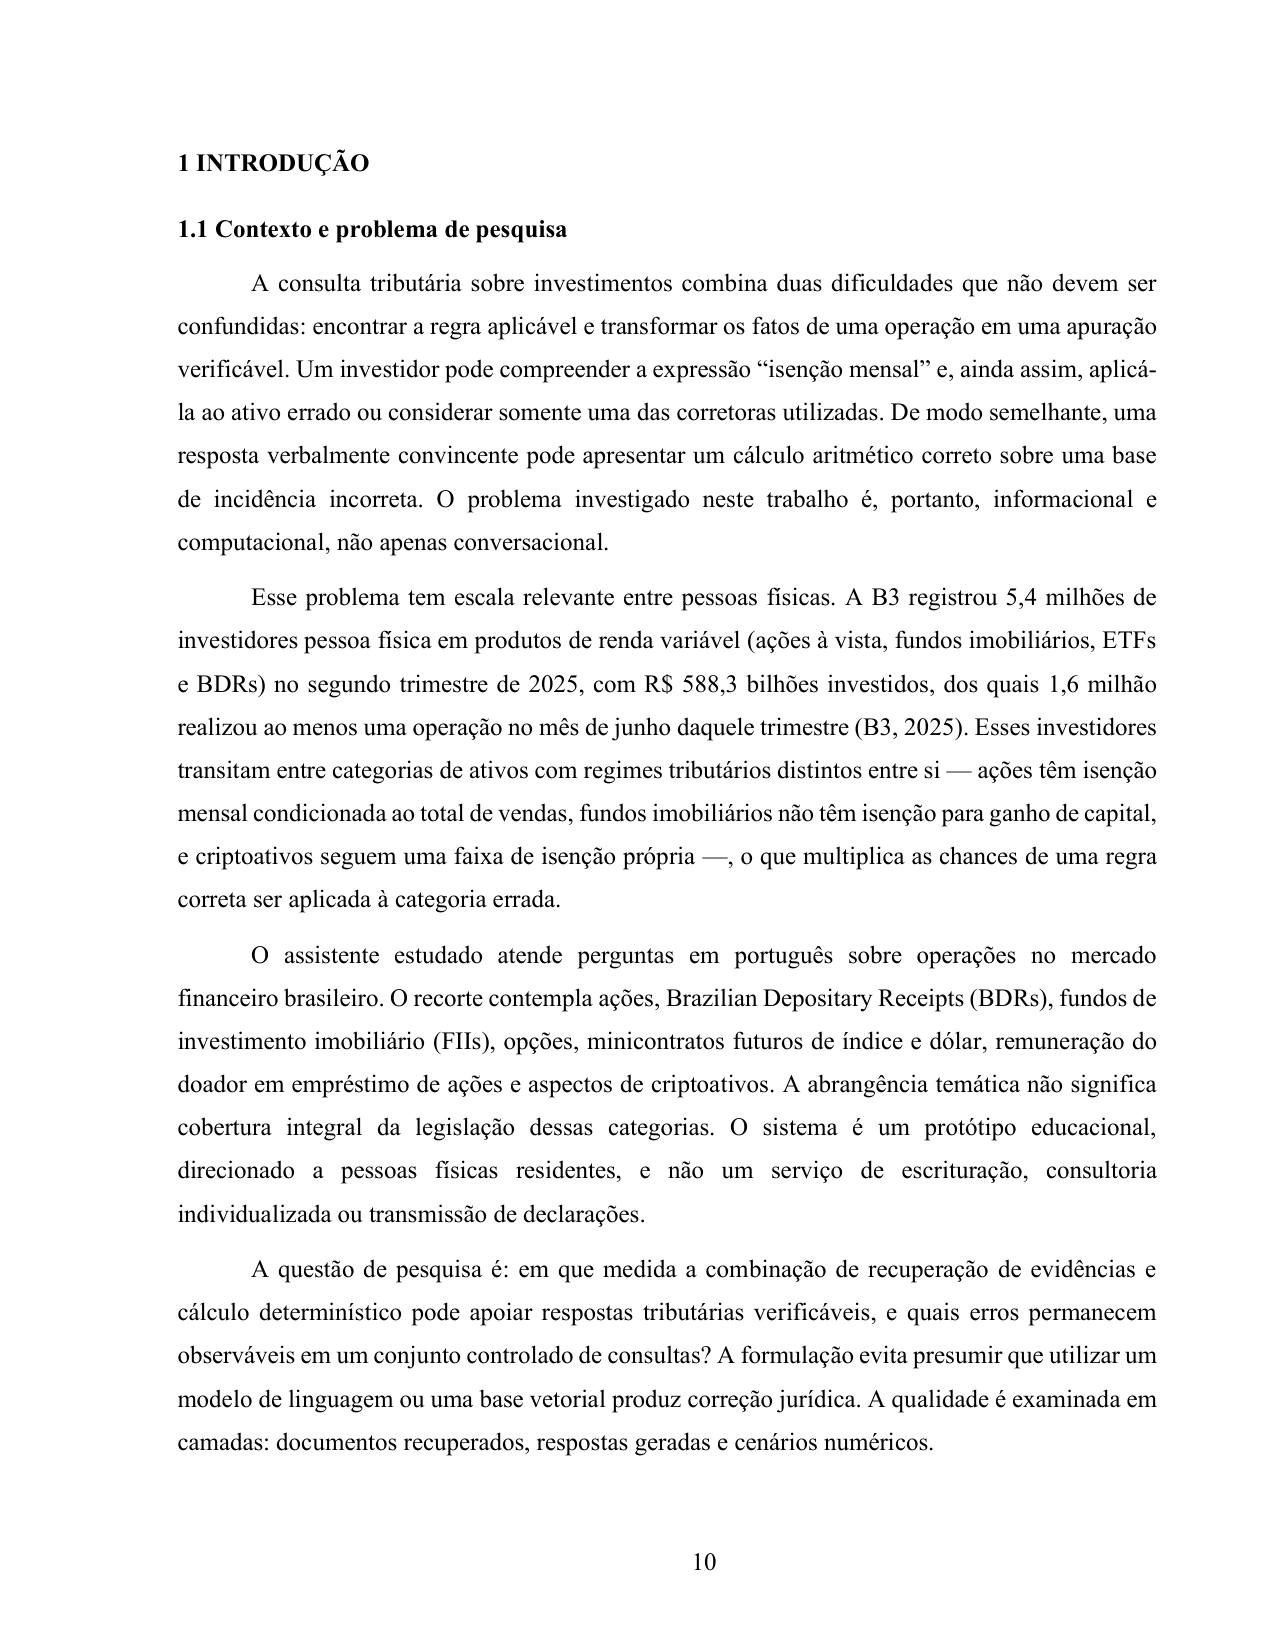 1 INTRODUÇÃO
1.1 Contexto e problema de pesquisa
A consulta tributária sobre investimentos combina duas dificuldades que não devem ser
confundidas: encontrar a regra aplicável e transformar os fatos de uma operação em uma apuração
verificável. Um investidor pode compreender a expressão “isenção mensal” e, ainda assim, aplicá-
la ao ativo errado ou considerar somente uma das corretoras utilizadas. De modo semelhante, uma
resposta verbalmente convincente pode apresentar um cálculo aritmético correto sobre uma base
de incidência incorreta. O problema investigado neste trabalho é, portanto, informacional e
computacional, não apenas conversacional.
Esse problema tem escala relevante entre pessoas físicas. A B3 registrou 5,4 milhões de
investidores pessoa física em produtos de renda variável (ações à vista, fundos imobiliários, ETFs
e BDRs) no segundo trimestre de 2025, com R$ 588,3 bilhões investidos, dos quais 1,6 milhão
realizou ao menos uma operação no mês de junho daquele trimestre (B3, 2025). Esses investidores
transitam entre categorias de ativos com regimes tributários distintos entre si — ações têm isenção
mensal condicionada ao total de vendas, fundos imobiliários não têm isenção para ganho de capital,
e criptoativos seguem uma faixa de isenção própria —, o que multiplica as chances de uma regra
correta ser aplicada à categoria errada.
O assistente estudado atende perguntas em português sobre operações no mercado
financeiro brasileiro. O recorte contempla ações, Brazilian Depositary Receipts (BDRs), fundos de
investimento imobiliário (FIIs), opções, minicontratos futuros de índice e dólar, remuneração do
doador em empréstimo de ações e aspectos de criptoativos. A abrangência temática não significa
cobertura integral da legislação dessas categorias. O sistema é um protótipo educacional,
direcionado a pessoas físicas residentes, e não um serviço de escrituração, consultoria
individualizada ou transmissão de declarações.
A questão de pesquisa é: em que medida a combinação de recuperação de evidências e
cálculo determinístico pode apoiar respostas tributárias verificáveis, e quais erros permanecem
observáveis em um conjunto controlado de consultas? A formulação evita presumir que utilizar um
modelo de linguagem ou uma base vetorial produz correção jurídica. A qualidade é examinada em
camadas: documentos recuperados, respostas geradas e cenários numéricos.
10